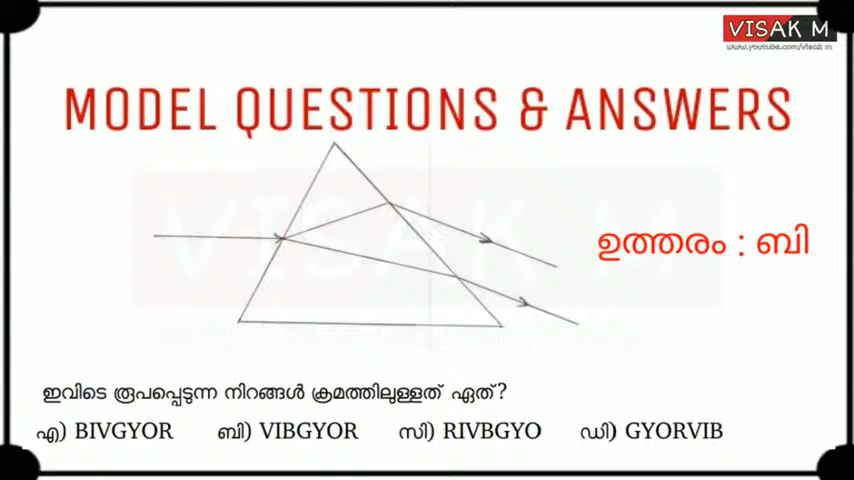 VISAK M
www.youtube.com/visak m
MODEL QUESTIONS & ANSWERS
VISAK M
ഉത്തരം : ബി
ഇവിടെ രൂപപ്പെടുന്ന നിറങ്ങൾ ക്രമത്തിലുള്ളത് ഏത്?
എ) BIVGYOR ബി) VIBGYOR സി) RIVBGYO ഡി) GYORVIB